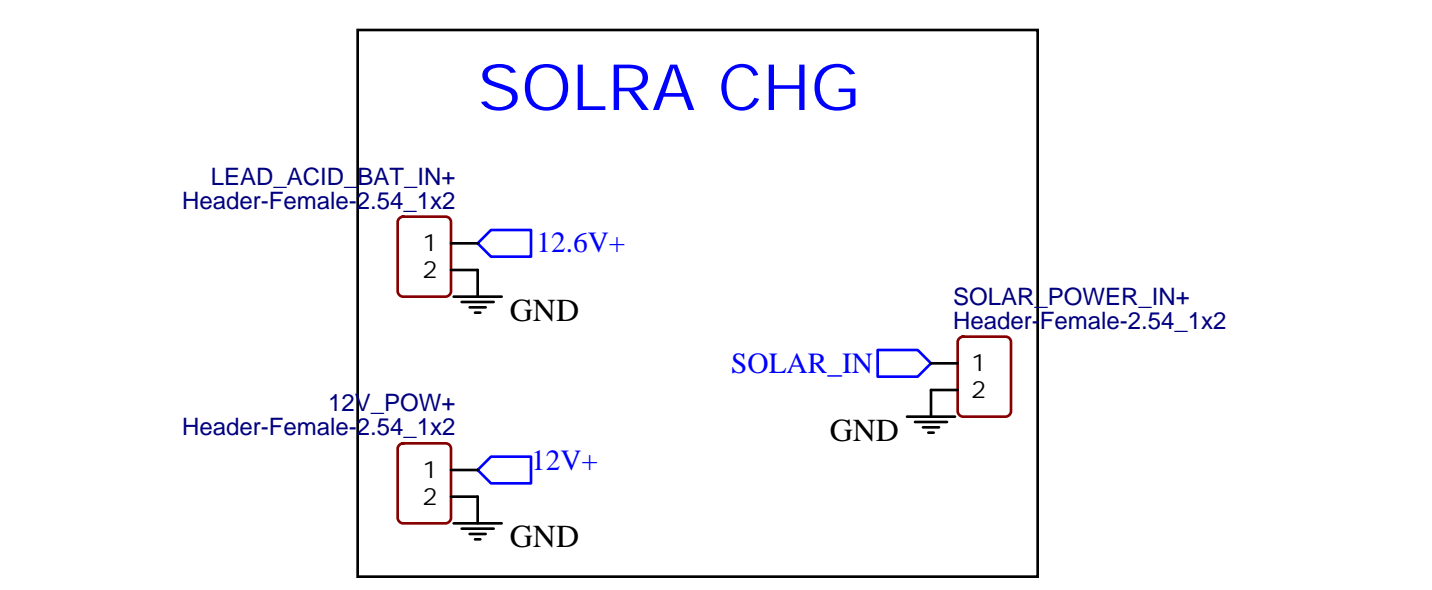 SOLRA CHG
LEAD_ACID_BAT_IN+
Header-Female-2.54_1x2
1
12.6V+
2
GND
SOLAR_POWER_IN+
Header-Female-2.54_1x2
SOLAR_IN
1
2
GND
12V_POW+
Header-Female-2.54_1x2
1
12V+
2
GND